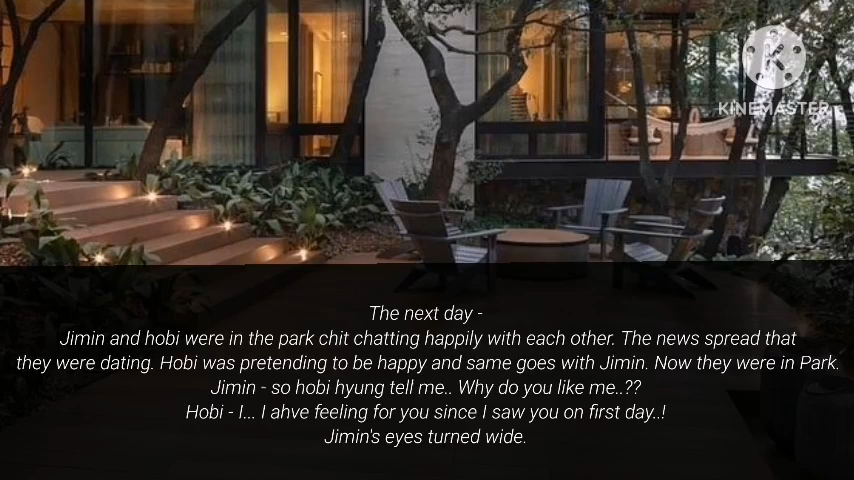 KINEMASTER
The next day -
Jimin and hobi were in the park chit chatting happily with each other. The news spread that
they were dating. Hobi was pretending to be happy and same goes with Jimin. Now they were in Park.
Jimin - so hobi hyung tell me.. Why do you like me..??
Hobi - I... I ahve feeling for you since I saw you on first day..!
Jimin's eyes turned wide.